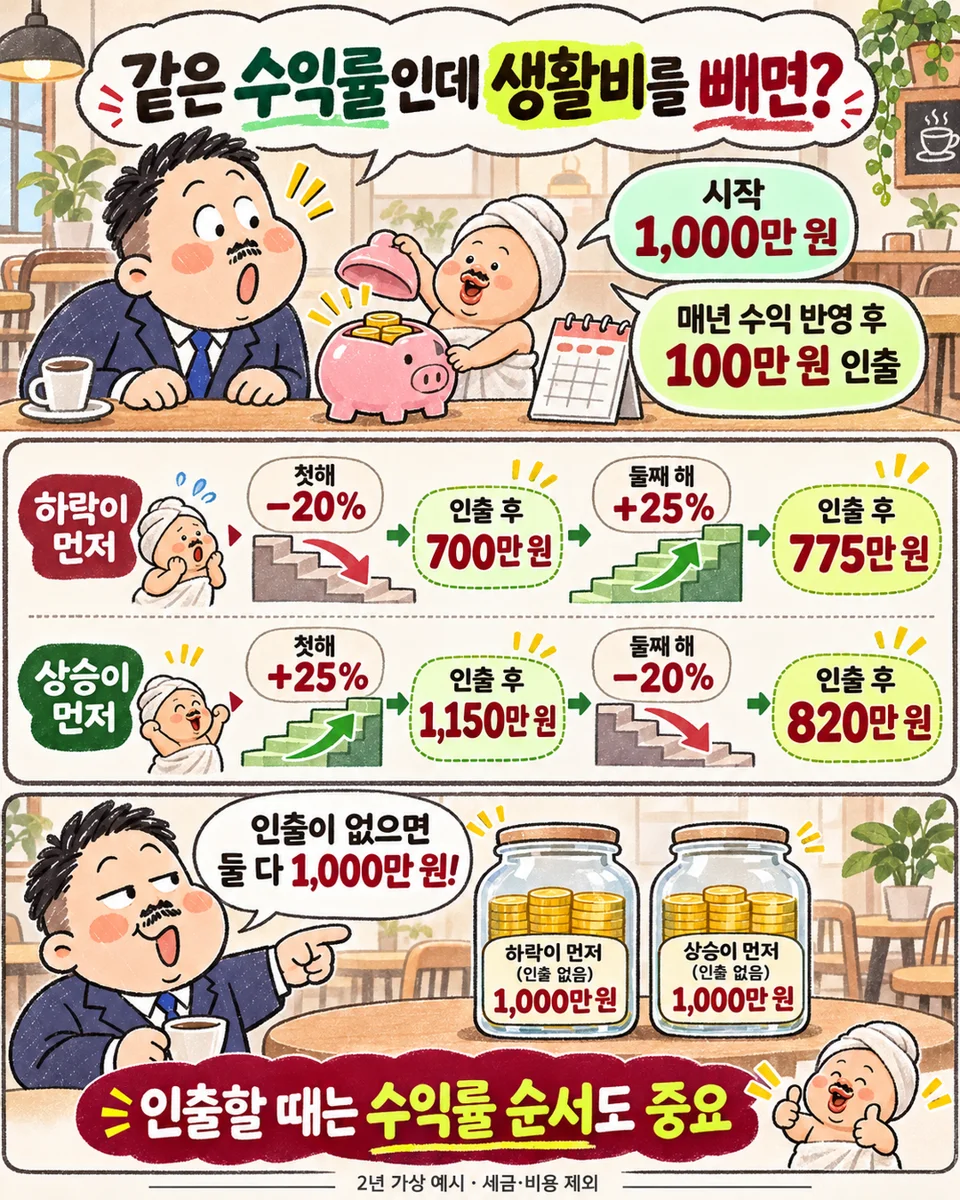 같은 수익률인데 생활비를 빼면?
시작
1,000만 원
매년 수익 반영 후
100만 원 인출
하락이
먼저
첫해
-20%
인출 후
700만 원
둘째 해
+25%
인출 후
775만 원
상승이
먼저
첫해
+25%
인출 후
1,150만 원
둘째 해
-20%
인출 후
820만 원
인출이 없으면
둘 다 1,000만 원!
하락이 먼저
(인출 없음)
1,000만 원
상승이 먼저
(인출 없음)
1,000만 원
인출할 때는 수익률 순서도 중요
2년 가상 예시 · 세금·비용 제외